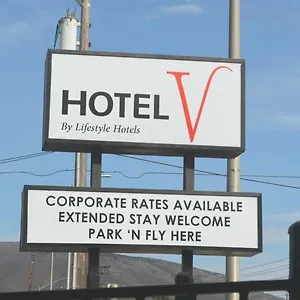 HOTEL V
By Lifestyle Hotels
CORPORATE RATES AVAILABLE
EXTENDED STAY WELCOME
PARK 'N FLY HERE